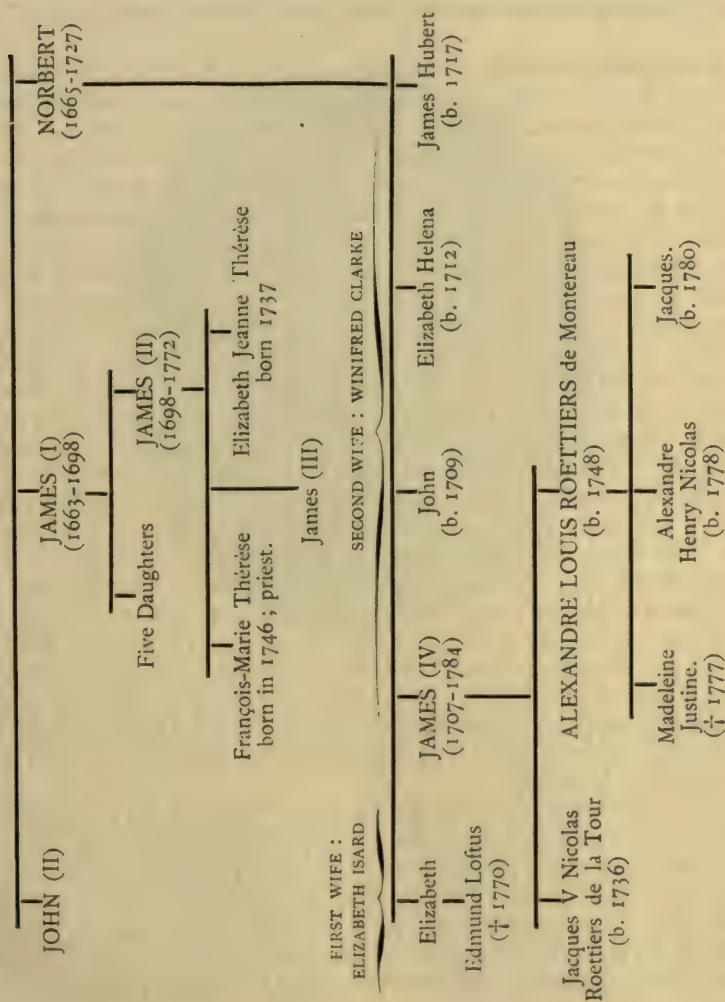 JOHN (II)
JAMES (I)
(1663-1698)
NORBERT
(1665-1727)
Five Daughters
JAMES (II)
(1698-1772)
François-Marie Thérèse
born in 1746 ; priest.
James (III)
Elizabeth Jeanne Thérèse
born 1737
FIRST WIFE :
ELIZABETH ISARD
SECOND WIFE : WINIFRED CLARKE
Elizabeth
Edmund Loftus
(† 1770)
JAMES (IV)
(1707-1784)
John
(b. 1709)
Elizabeth Helena
(b. 1712)
James Hubert
(b. 1717)
Jacques V Nicolas
Roettiers de la Tour
(b. 1736)
ALEXANDRE LOUIS ROETTIERS de Montereau
(b. 1748)
Madeleine
Justine.
(† 1777)
Alexandre
Henry Nicolas
(b. 1778)
Jacques.
(b. 1780)